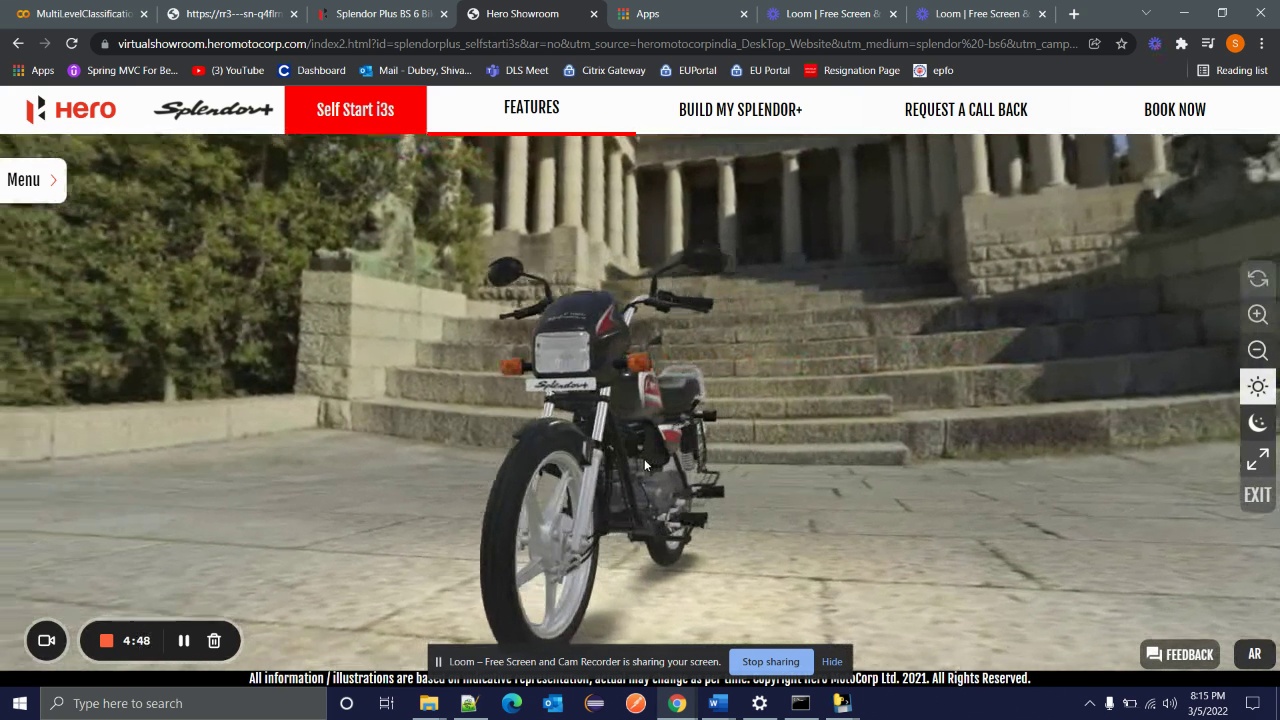 MultiLevelClassificatio
https://rr3---sn-q4flrn
Splendor Plus BS 6 Bi
Hero Showroom
Apps
Loom | Free Screen &
Loom | Free Screen &
virtualshowroom.heromotocorp.com/index2.html?id=splendorplus_selfstarti3s&at=no&utm_source=heromotocorpindia_DeskTop_Website&utm_medium=splendor%20-bs6&utm_camp...
S
Apps
Spring MVC For Be...
(3) YouTube
Dashboard
Mail - Dubey, Shiva...
DLS Meet
Citrix Gateway
EUPortal
EU Portal
Resignation Page
epfo
Reading list
Hero
Splendor+
Self Start i3s
FEATURES
BUILD MY SPLENDOR+
REQUEST A CALL BACK
BOOK NOW
Menu
Splendor+
EXIT
4:48
Loom – Free Screen and Cam Recorder is sharing your screen.
Stop sharing
Hide
FEEDBACK
AR
All information / illustrations are based on indicative representation, actual may change as per time. Copyright Hero MotoCorp Ltd. 2021. All Rights Reserved.
Type here to search
8:15 PM
3/5/2022